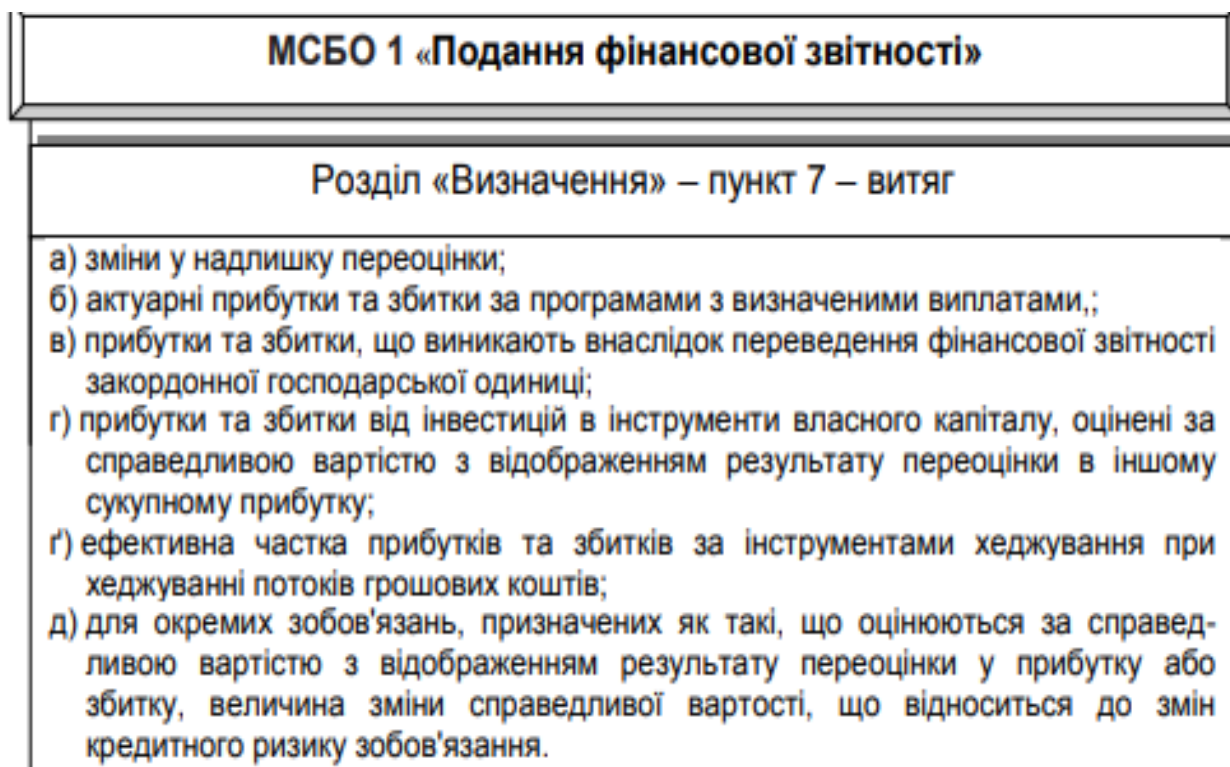 МСБО 1 «Подання фінансової звітності»
Розділ «Визначення» – пункт 7 – витяг
а) зміни у надлишку переоцінки;
б) актуарні прибутки та збитки за програмами з визначеними виплатами,;
в) прибутки та збитки, що виникають внаслідок переведення фінансової звітності
закордонної господарської одиниці;
г) прибутки та збитки від інвестицій в інструменти власного капіталу, оцінені за
справедливою вартістю з відображенням результату переоцінки в іншому
сукупному прибутку;
ґ) ефективна частка прибутків та збитків за інструментами хеджування при
хеджуванні потоків грошових коштів;
д) для окремих зобов'язань, призначених як такі, що оцінюються за справед-
ливою вартістю з відображенням результату переоцінки у прибутку або
збитку, величина зміни справедливої вартості, що відноситься до змін
кредитного ризику зобов'язання.